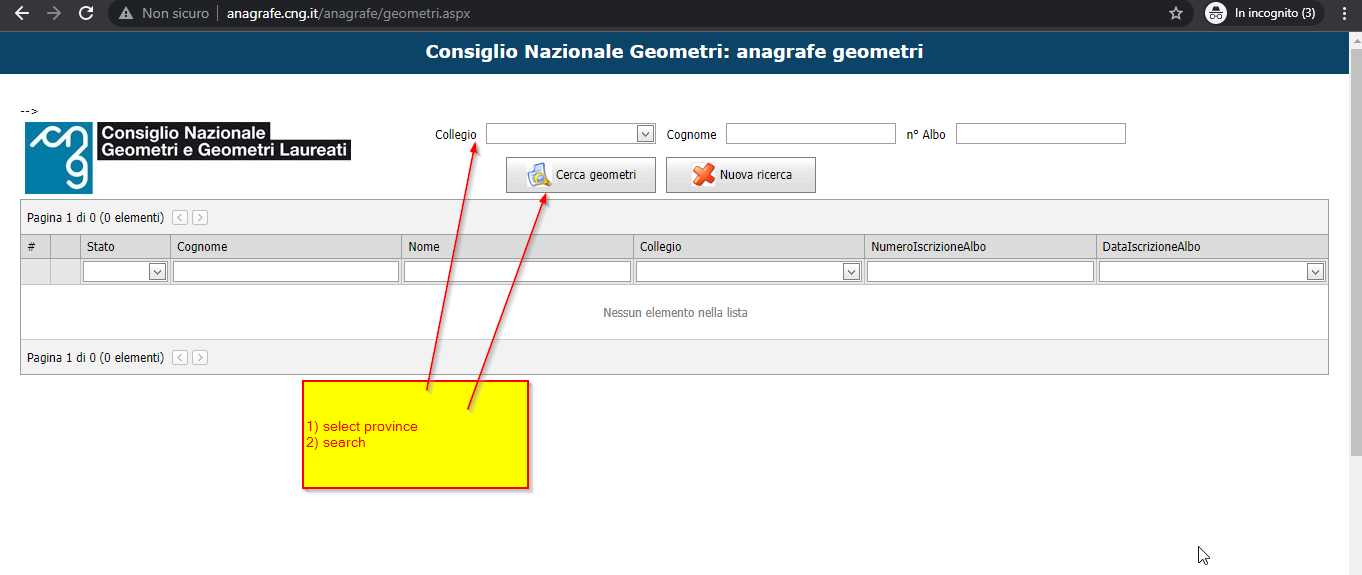 Non sicuro anagrafe.cng.it/anagrafe/geometri.aspx In incognito (3)
Consiglio Nazionale Geometri: anagrafe geometri
-->
cng Consiglio Nazionale
Geometri e Geometri Laureati
Collegio Cognome n° Albo
Cerca geometri Nuova ricerca
Pagina 1 di 0 (0 elementi) < >
# Stato Cognome Nome Collegio NumeroIscrizioneAlbo DataIscrizioneAlbo
Nessun elemento nella lista
Pagina 1 di 0 (0 elementi) < >
1) select province
2) search